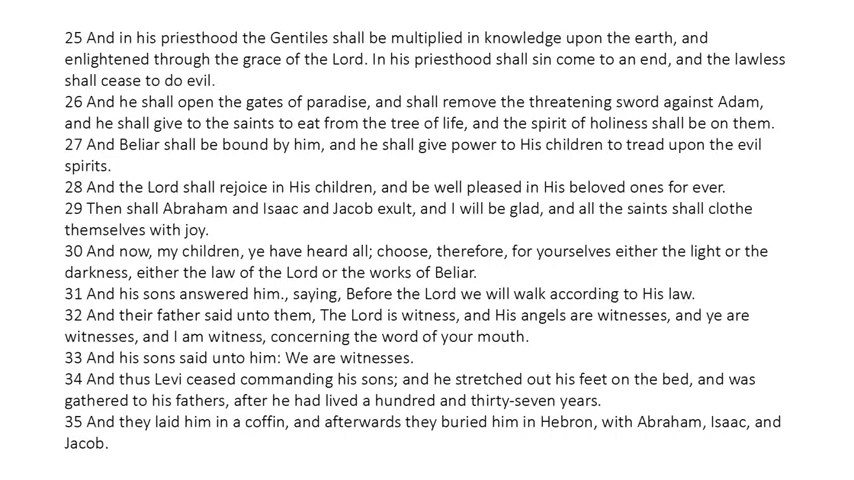 25 And in his priesthood the Gentiles shall be multiplied in knowledge upon the earth, and
enlightened through the grace of the Lord. In his priesthood shall sin come to an end, and the lawless
shall cease to do evil.
26 And he shall open the gates of paradise, and shall remove the threatening sword against Adam,
and he shall give to the saints to eat from the tree of life, and the spirit of holiness shall be on them.
27 And Beliar shall be bound by him, and he shall give power to His children to tread upon the evil
spirits.
28 And the Lord shall rejoice in His children, and be well pleased in His beloved ones for ever.
29 Then shall Abraham and Isaac and Jacob exult, and I will be glad, and all the saints shall clothe
themselves with joy.
30 And now, my children, ye have heard all; choose, therefore, for yourselves either the light or the
darkness, either the law of the Lord or the works of Beliar.
31 And his sons answered him., saying, Before the Lord we will walk according to His law.
32 And their father said unto them, The Lord is witness, and His angels are witnesses, and ye are
witnesses, and I am witness, concerning the word of your mouth.
33 And his sons said unto him: We are witnesses.
34 And thus Levi ceased commanding his sons; and he stretched out his feet on the bed, and was
gathered to his fathers, after he had lived a hundred and thirty-seven years.
35 And they laid him in a coffin, and afterwards they buried him in Hebron, with Abraham, Isaac, and
Jacob.